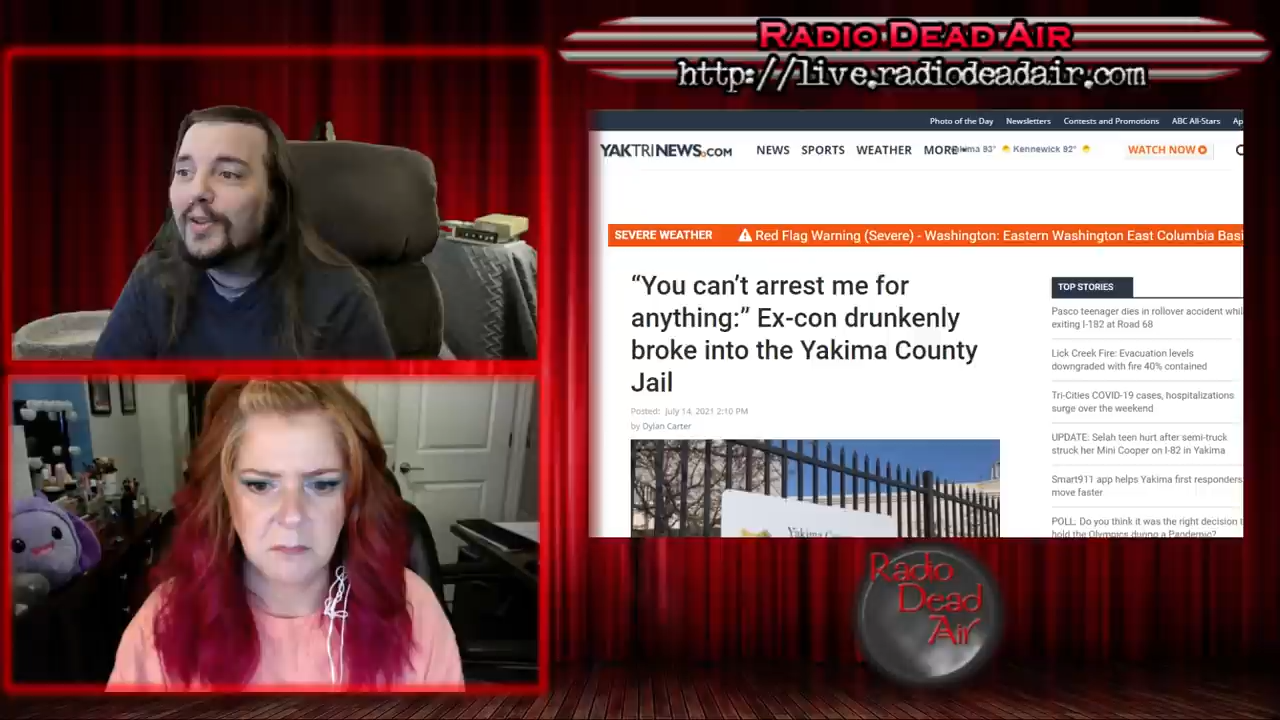 RADIO DEAD AIR
http://live.radiodeadair.com
Photo of the Day Newsletters Contests and Promotions ABC All-Stars Ap
YAKTRINEWS.COM NEWS SPORTS WEATHER MORE Kennewick 92° WATCH NOW
SEVERE WEATHER Red Flag Warning (Severe) - Washington: Eastern Washington East Columbia Basi
“You can’t arrest me for
anything:” Ex-con drunkenly
broke into the Yakima County
Jail
Posted: July 14, 2021 2:10 PM
by Dylan Carter
TOP STORIES
Pasco teenager dies in rollover accident whil
exiting I-182 at Road 68
Lick Creek Fire: Evacuation levels
downgraded with fire 40% contained
Tri-Cities COVID-19 cases, hospitalizations
surge over the weekend
UPDATE: Selah teen hurt after semi-truck
struck her Mini Cooper on I-82 in Yakima
Smart911 app helps Yakima first responders
move faster
POLL: Do you think it was the right decision t
hold the Olympics during a Pandemic?
Yakima
Radio
Dead
Air